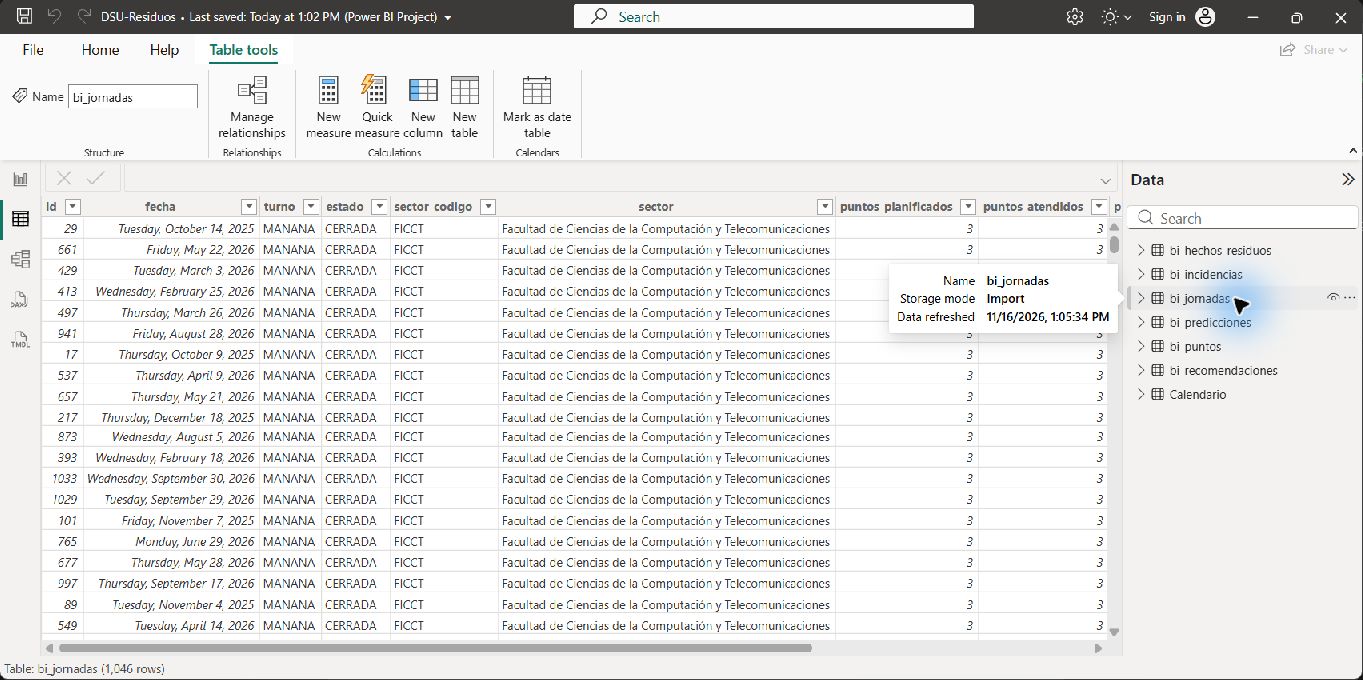 DSU-Residuos • Last saved: Today at 1:02 PM (Power BI Project)
Search
Sign in
File Home Help Table tools
Share
Name bi_jornadas
Manage relationships
New measure
Quick measure
New column
New table
Mark as date table
Structure Relationships Calculations Calendars
Data
id fecha turno estado sector_codigo sector puntos_planificados puntos_atendidos p
29 Tuesday, October 14, 2025 MANANA CERRADA FICCT Facultad de Ciencias de la Computación y Telecomunicaciones 3 3
661 Friday, May 22, 2026 MANANA CERRADA FICCT Facultad de Ciencias de la Computación y Telecomunicaciones 3 3
429 Tuesday, March 3, 2026 MANANA CERRADA FICCT Facultad de Ciencias de la Computación y Telecomunicaciones
413 Wednesday, February 25, 2026 MANANA CERRADA FICCT Facultad de Ciencias de la Computación y Telecomunicaciones
497 Thursday, March 26, 2026 MANANA CERRADA FICCT Facultad de Ciencias de la Computación y Telecomunicaciones
941 Friday, August 28, 2026 MANANA CERRADA FICCT Facultad de Ciencias de la Computación y Telecomunicaciones 3 3
17 Thursday, October 9, 2025 MANANA CERRADA FICCT Facultad de Ciencias de la Computación y Telecomunicaciones 3 3
537 Thursday, April 9, 2026 MANANA CERRADA FICCT Facultad de Ciencias de la Computación y Telecomunicaciones 3 3
657 Thursday, May 21, 2026 MANANA CERRADA FICCT Facultad de Ciencias de la Computación y Telecomunicaciones 3 3
217 Thursday, December 18, 2025 MANANA CERRADA FICCT Facultad de Ciencias de la Computación y Telecomunicaciones 3 3
873 Wednesday, August 5, 2026 MANANA CERRADA FICCT Facultad de Ciencias de la Computación y Telecomunicaciones 3 3
393 Wednesday, February 18, 2026 MANANA CERRADA FICCT Facultad de Ciencias de la Computación y Telecomunicaciones 3 3
1033 Wednesday, September 30, 2026 MANANA CERRADA FICCT Facultad de Ciencias de la Computación y Telecomunicaciones 3 3
1029 Tuesday, September 29, 2026 MANANA CERRADA FICCT Facultad de Ciencias de la Computación y Telecomunicaciones 3 3
101 Friday, November 7, 2025 MANANA CERRADA FICCT Facultad de Ciencias de la Computación y Telecomunicaciones 3 3
765 Monday, June 29, 2026 MANANA CERRADA FICCT Facultad de Ciencias de la Computación y Telecomunicaciones 3 3
677 Thursday, May 28, 2026 MANANA CERRADA FICCT Facultad de Ciencias de la Computación y Telecomunicaciones 3 3
997 Thursday, September 17, 2026 MANANA CERRADA FICCT Facultad de Ciencias de la Computación y Telecomunicaciones 3 3
89 Tuesday, November 4, 2025 MANANA CERRADA FICCT Facultad de Ciencias de la Computación y Telecomunicaciones 3 3
549 Tuesday, April 14, 2026 MANANA CERRADA FICCT Facultad de Ciencias de la Computación y Telecomunicaciones 3 3
Name bi_jornadas
Storage mode Import
Data refreshed 11/16/2026, 1:05:34 PM
Search
bi_hechos_residuos
bi_incidencias
bi_jornadas
bi_predicciones
bi_puntos
bi_recomendaciones
Calendario
DAX
TMDL
Table: bi_jornadas (1,046 rows)